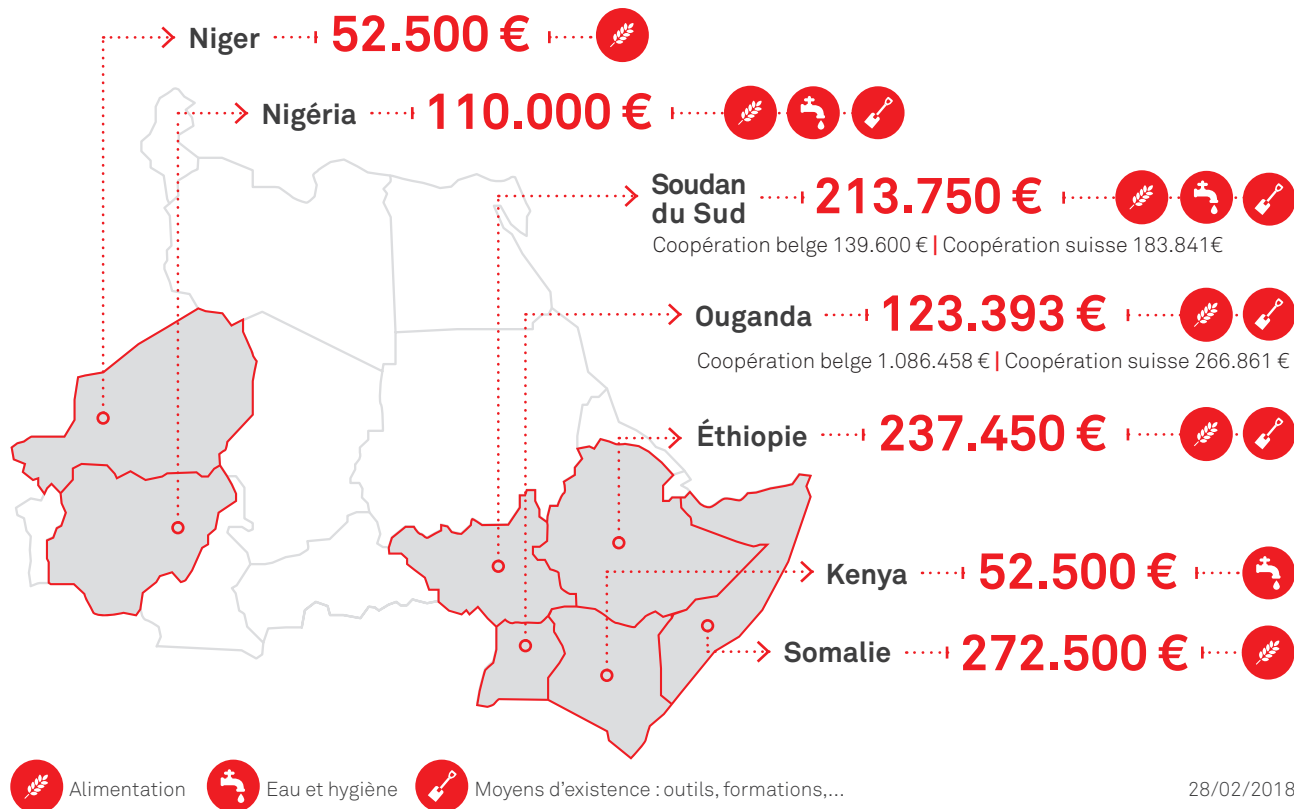 Niger 52.500 €
Nigéria 110.000 €
Soudan
du Sud 213.750 €
Coopération belge 139.600 € | Coopération suisse 183.841€
Ouganda 123.393 €
Coopération belge 1.086.458 € | Coopération suisse 266.861 €
Éthiopie 237.450 €
Kenya 52.500 €
Somalie 272.500 €
Alimentation Eau et hygiène Moyens d’existence : outils, formations,... 28/02/2018